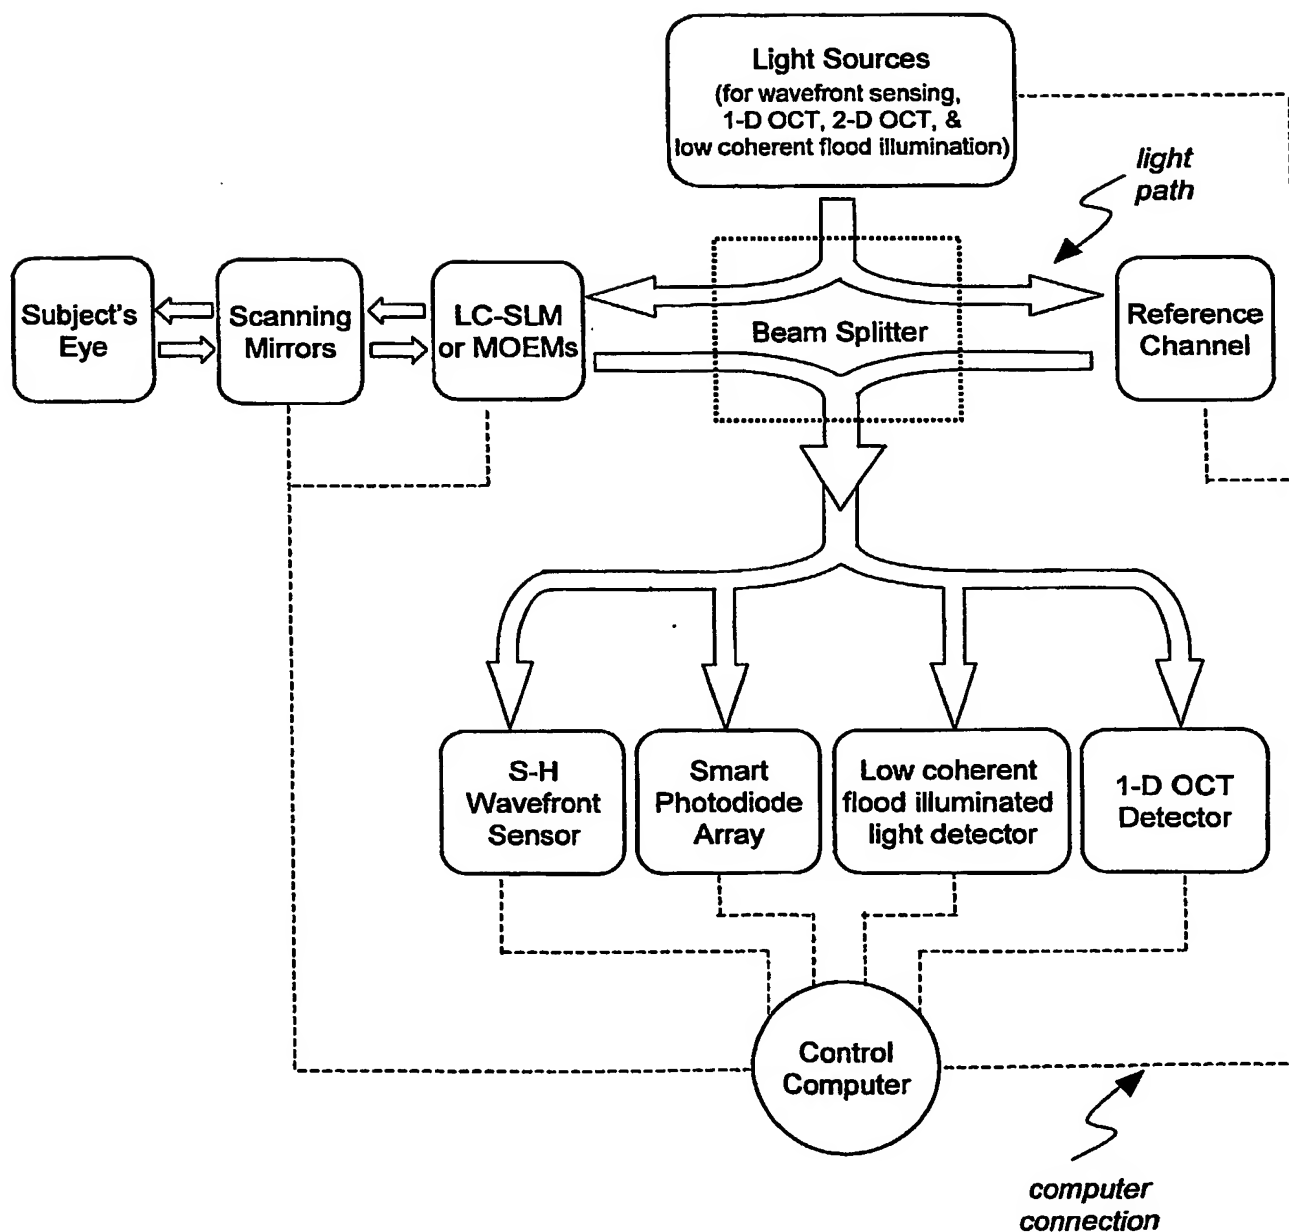 Light Sources
(for wavefront sensing,
1-D OCT, 2-D OCT, &
low coherent flood illumination)
light
path
Subject's
Eye
Scanning
Mirrors
LC-SLM
or MOEMs
Beam Splitter
Reference
Channel
S-H
Wavefront
Sensor
Smart
Photodiode
Array
Low coherent
flood illuminated
light detector
1-D OCT
Detector
Control
Computer
computer
connection